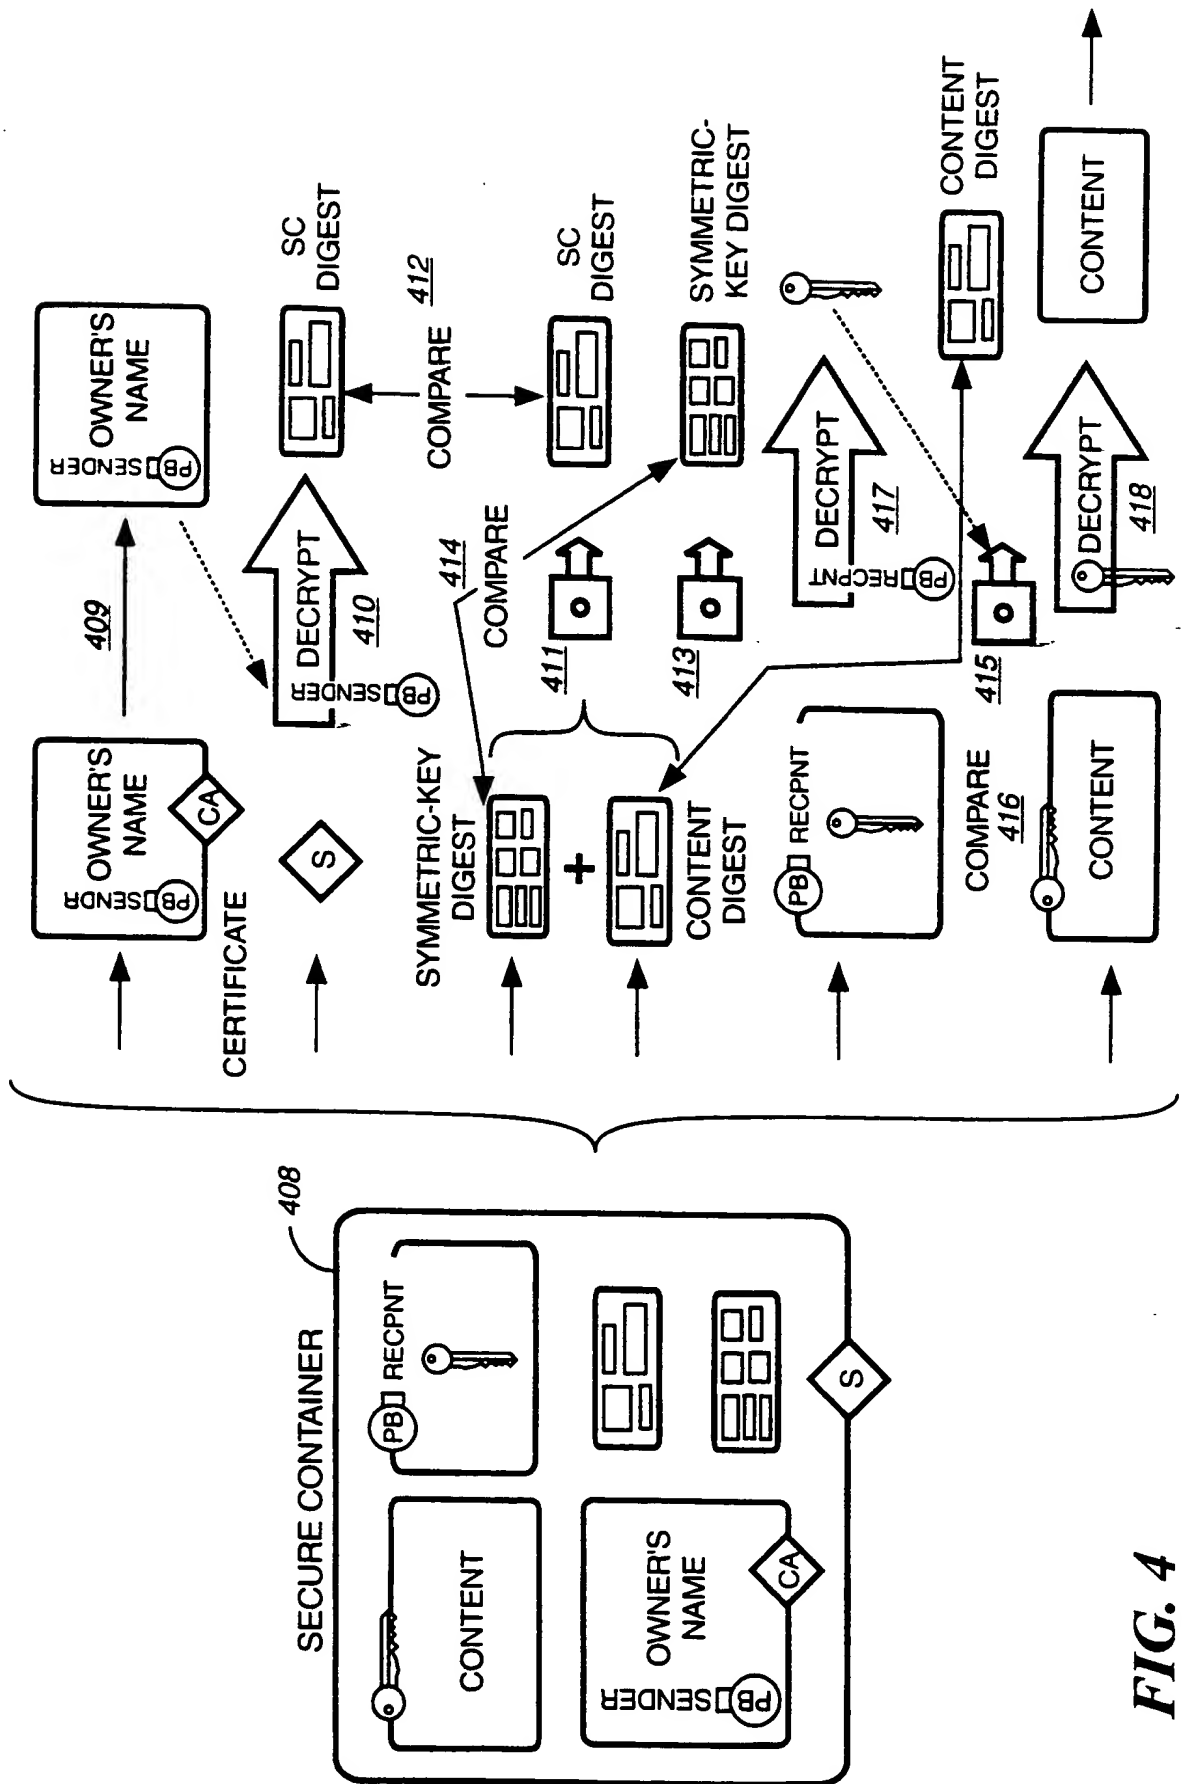 SECURE CONTAINER
408
CONTENT
PB RECPNT
PB SENDER
OWNER'S
NAME
CA
S
PB SENDR
OWNER'S
NAME
CA
CERTIFICATE
409
PB SENDER
OWNER'S
NAME
S
PB SENDER
DECRYPT
410
SC
DIGEST
COMPARE
412
SYMMETRIC-KEY
DIGEST
+
CONTENT
DIGEST
414
COMPARE
411
SC
DIGEST
413
SYMMETRIC-
KEY DIGEST
PB RECPNT
PB RECPNT
DECRYPT
417
COMPARE
416
415
CONTENT
DIGEST
CONTENT
DECRYPT
418
CONTENT
FIG. 4